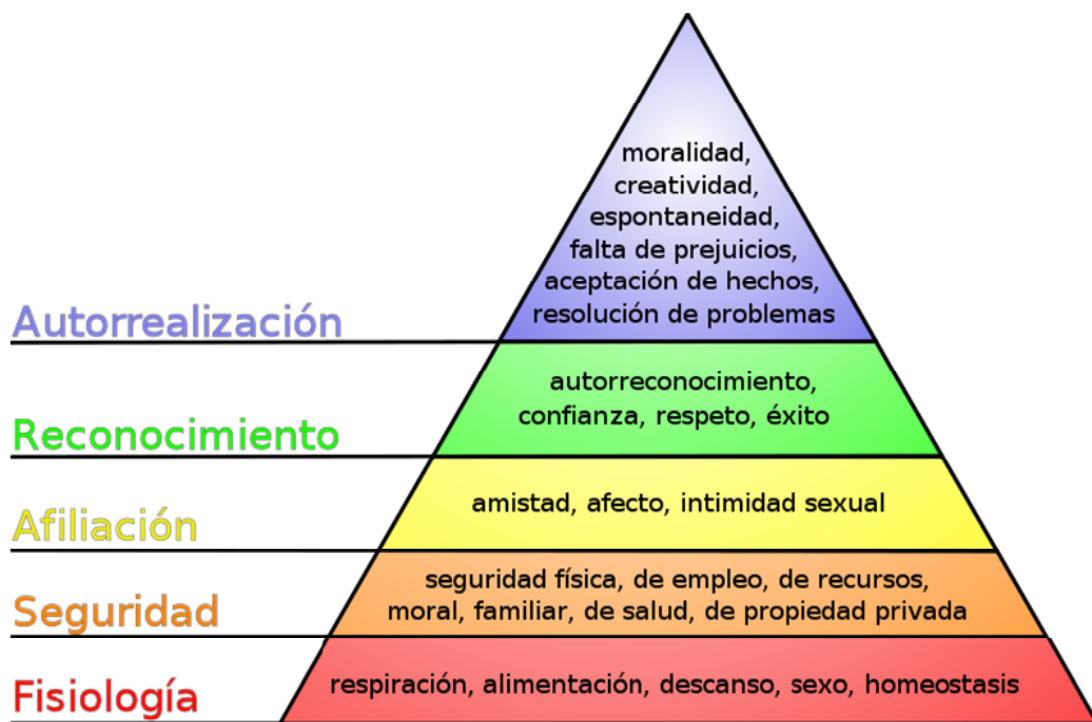 moralidad,
creatividad,
espontaneidad,
falta de prejuicios,
aceptación de hechos,
resolución de problemas
Autorrealización
autorreconocimiento,
confianza, respeto, éxito
Reconocimiento
amistad, afecto, intimidad sexual
Afiliación
seguridad física, de empleo, de recursos,
moral, familiar, de salud, de propiedad privada
Seguridad
respiración, alimentación, descanso, sexo, homeostasis
Fisiología